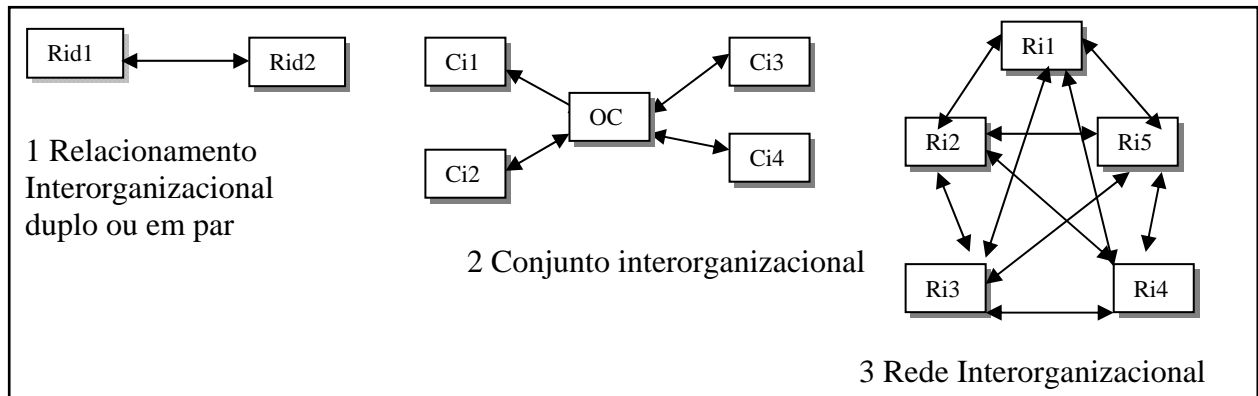 Rid1
Rid2
1 Relacionamento
Interorganizacional
duplo ou em par
Ci1
Ci3
OC
Ci2
Ci4
2 Conjunto interorganizacional
Ri1
Ri2
Ri5
Ri3
Ri4
3 Rede Interorganizacional